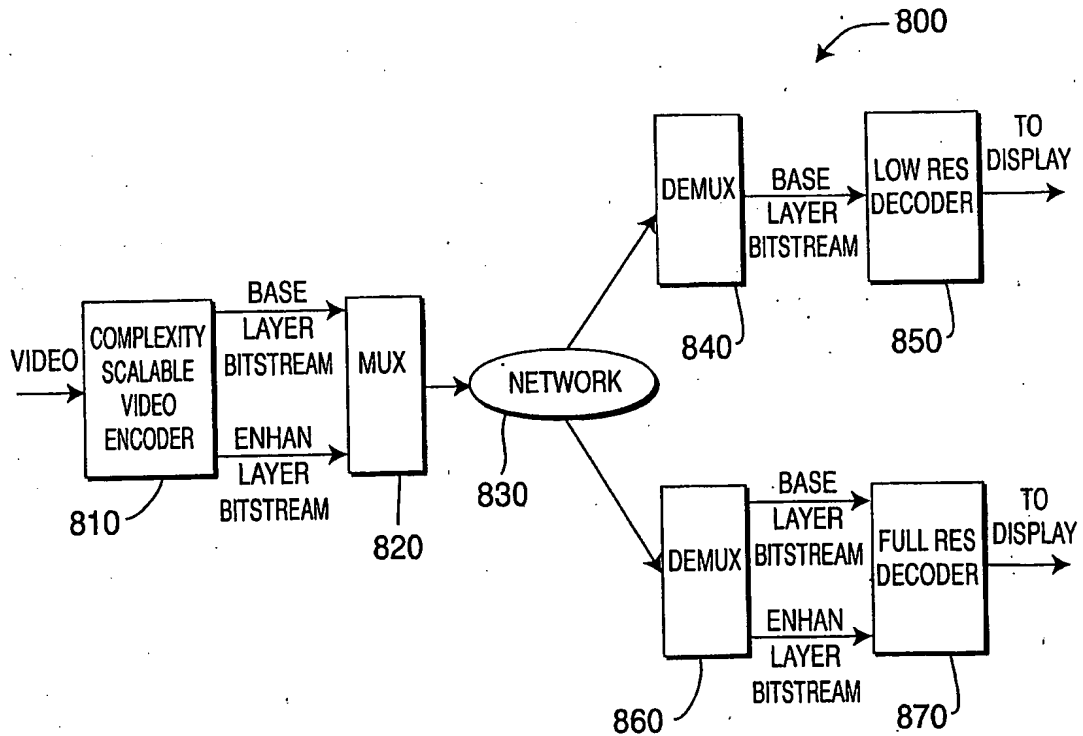 800
VIDEO
COMPLEXITY
SCALABLE
VIDEO
ENCODER
810
BASE
LAYER
BITSTREAM
ENHAN
LAYER
BITSTREAM
MUX
820
NETWORK
830
DEMUX
840
BASE
LAYER
BITSTREAM
LOW RES
DECODER
850
TO
DISPLAY
DEMUX
860
BASE
LAYER
BITSTREAM
ENHAN
LAYER
BITSTREAM
FULL RES
DECODER
870
TO
DISPLAY